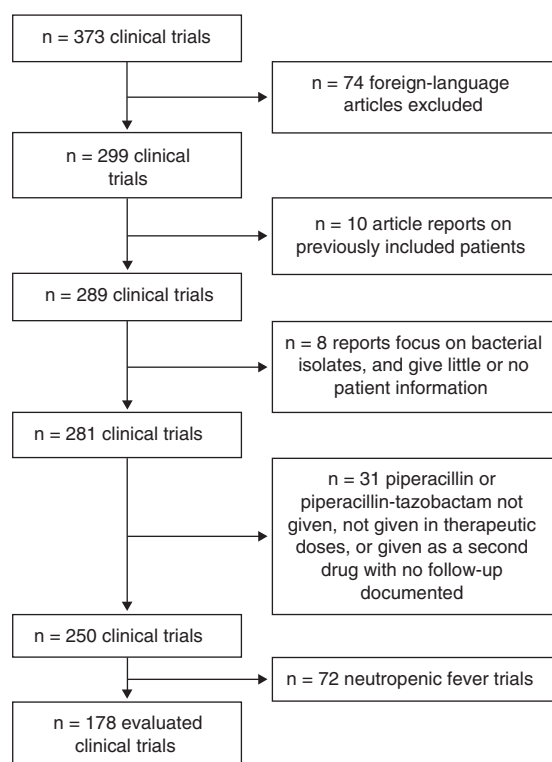 n = 373 clinical trials
n = 74 foreign-language
articles excluded
n = 299 clinical
trials
n = 10 article reports on
previously included patients
n = 289 clinical trials
n = 8 reports focus on bacterial
isolates, and give little or no
patient information
n = 281 clinical trials
n = 31 piperacillin or
piperacillin-tazobactam not
given, not given in therapeutic
doses, or given as a second
drug with no follow-up
documented
n = 250 clinical trials
n = 72 neutropenic fever trials
n = 178 evaluated
clinical trials